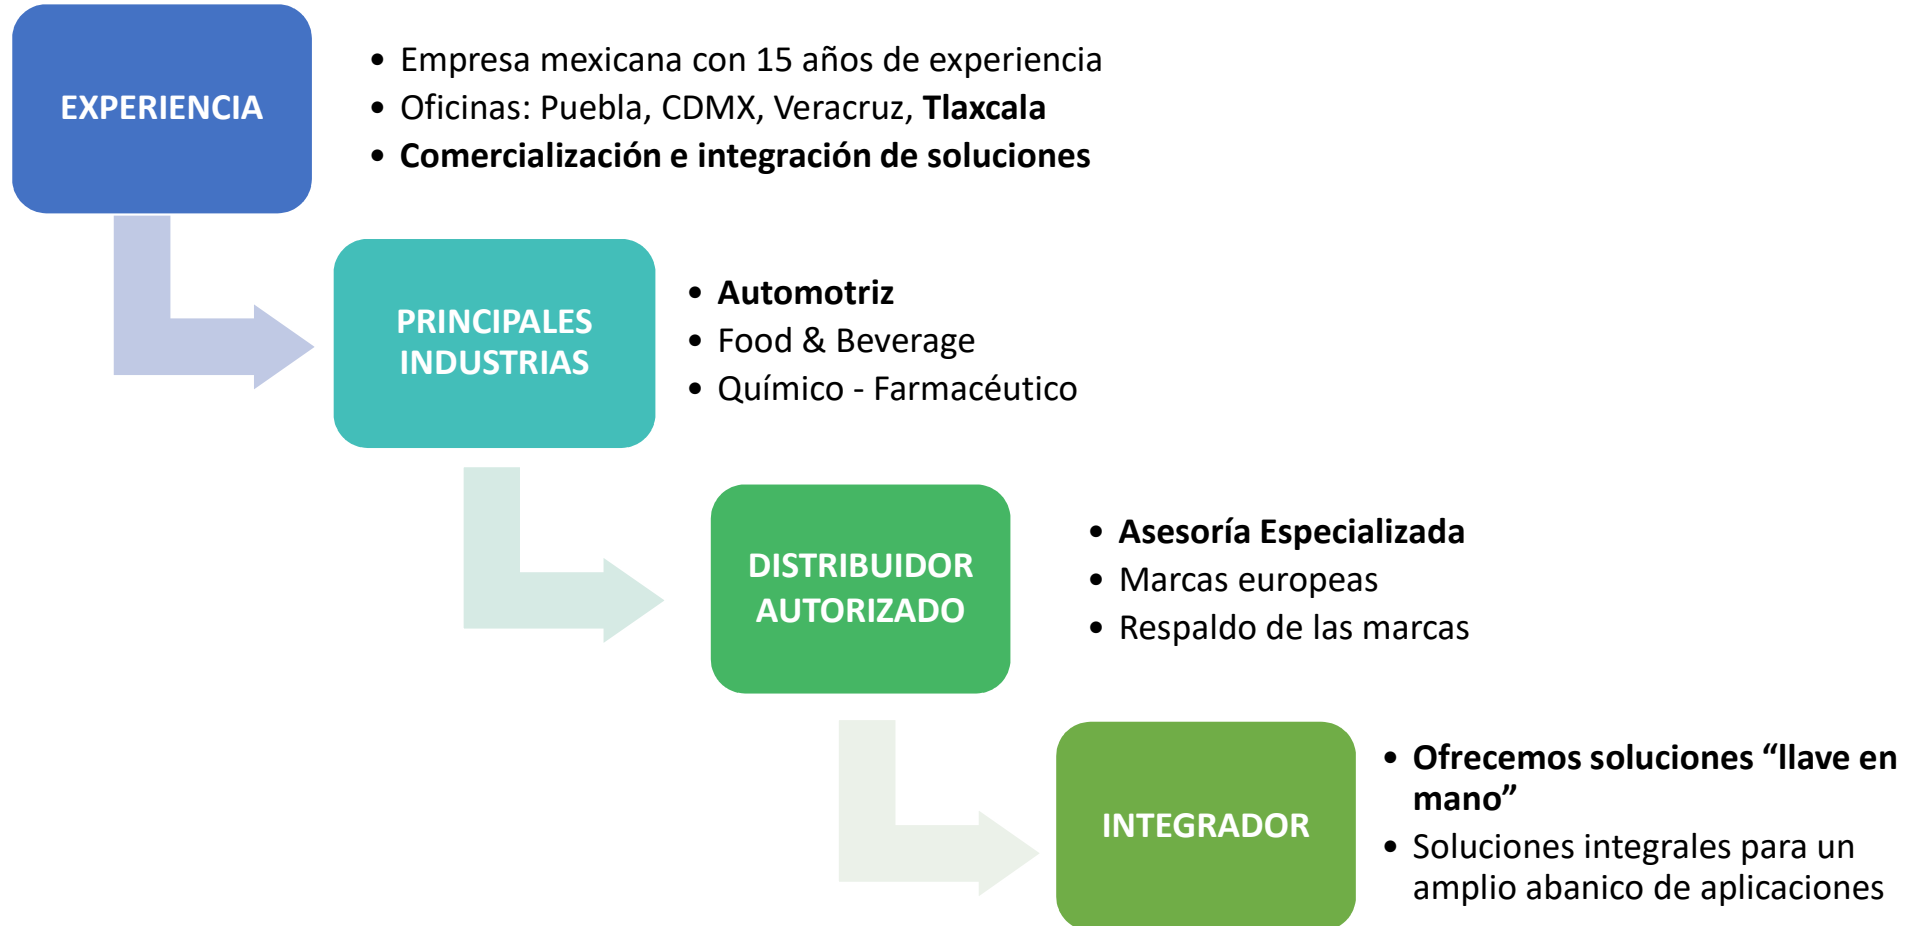 EXPERIENCIA
• Empresa mexicana con 15 años de experiencia
• Oficinas: Puebla, CDMX, Veracruz, Tlaxcala
• Comercialización e integración de soluciones
PRINCIPALES
INDUSTRIAS
• Automotriz
• Food & Beverage
• Químico - Farmacéutico
DISTRIBUIDOR
AUTORIZADO
• Asesoría Especializada
• Marcas europeas
• Respaldo de las marcas
INTEGRADOR
• Ofrecemos soluciones “llave en
mano”
• Soluciones integrales para un
amplio abanico de aplicaciones